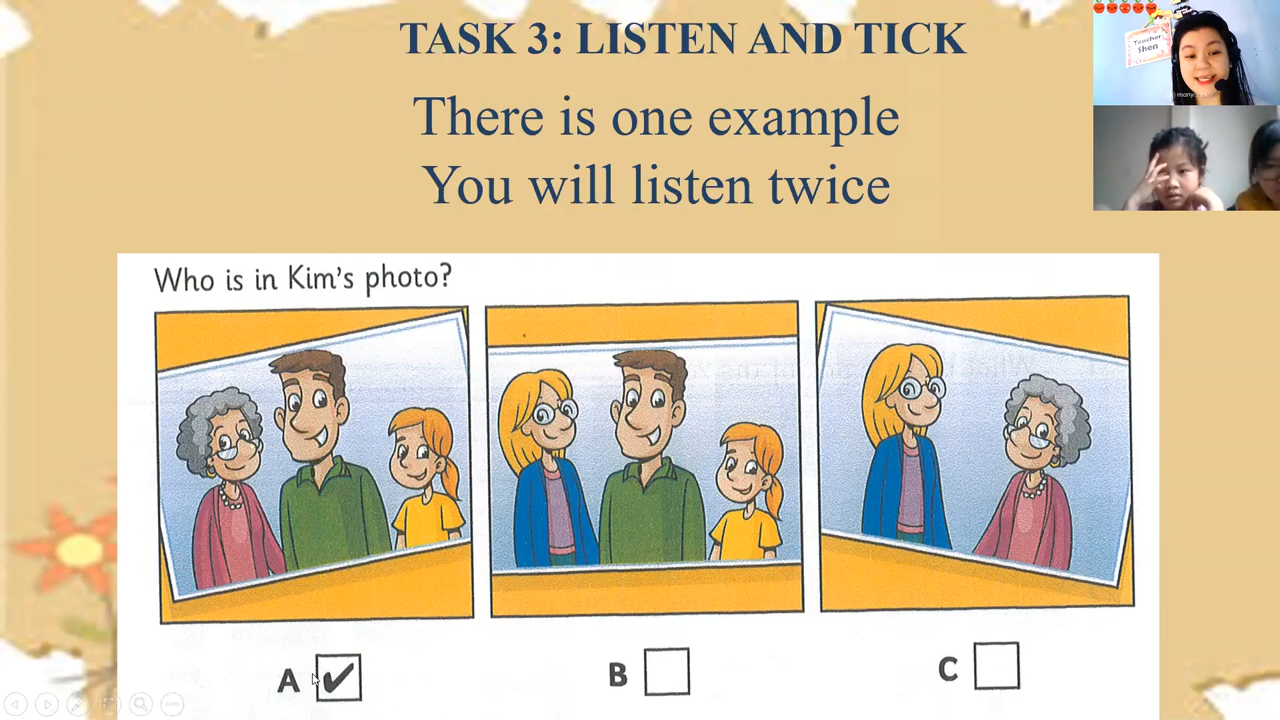 TASK 3: LISTEN AND TICK
There is one example
You will listen twice
Teacher
Shen
Who is in Kim's photo?
A
B
C